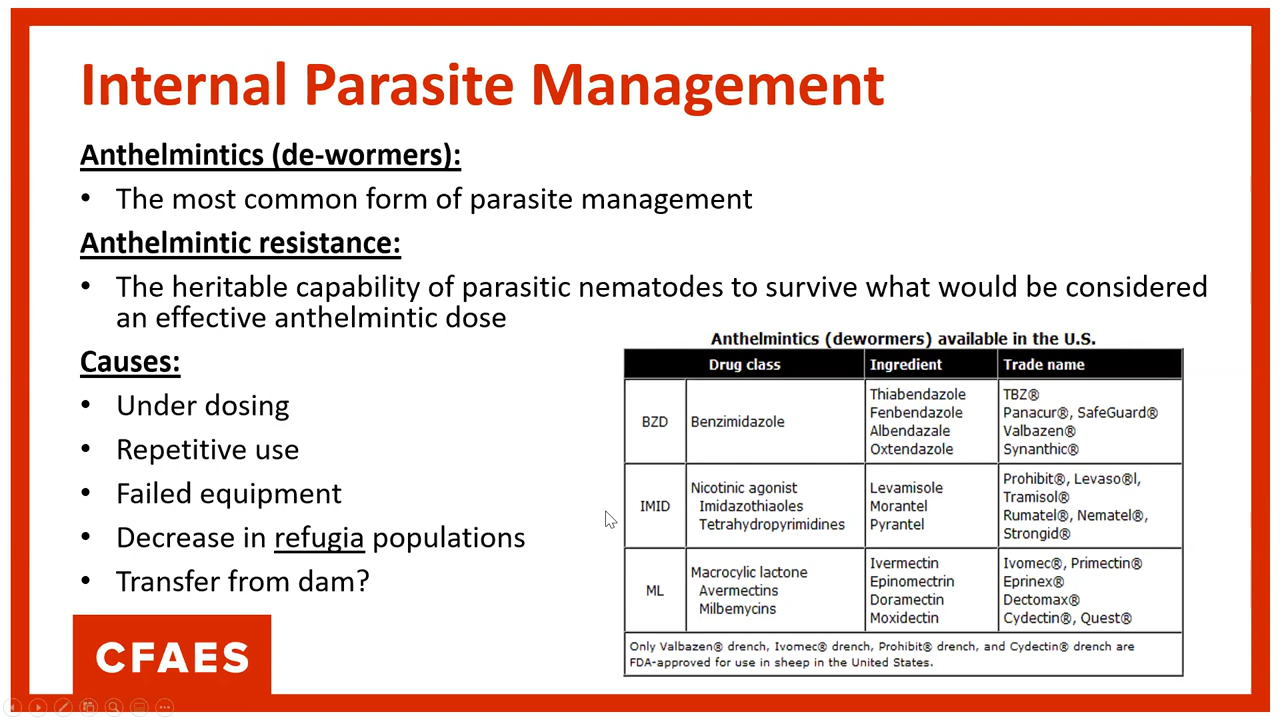 Internal Parasite Management
Anthelmintics (de-wormers):
• The most common form of parasite management
Anthelmintic resistance:
• The heritable capability of parasitic nematodes to survive what would be considered
an effective anthelmintic dose
Causes:
• Under dosing
• Repetitive use
• Failed equipment
• Decrease in refugia populations
• Transfer from dam?
CFAES
Anthelmintics (dewormers) available in the U.S.
Drug class Ingredient Trade name
BZD Benzimidazole
Thiabendazole TBZ®
Fenbendazole Panacur®, SafeGuard®
Albendazale Valbazen®
Oxtendazole Synanthic®
IMID
Nicotinic agonist
Imidazothiaoles
Tetrahydropyrimidines
Levamisole
Morantel
Pyrantel
Prohibit®, Levaso®l,
Tramisol®
Rumatel®, Nematel®,
Strongid®
ML
Macrocylic lactone
Avermectins
Milbemycins
Ivermectin
Epinomectrin
Doramectin
Moxidectin
Ivomec®, Primectin®
Eprinex®
Dectomax®
Cydectin®, Quest®
Only Valbazen® drench, Ivomec® drench, Prohibit® drench, and Cydectin® drench are
FDA-approved for use in sheep in the United States.